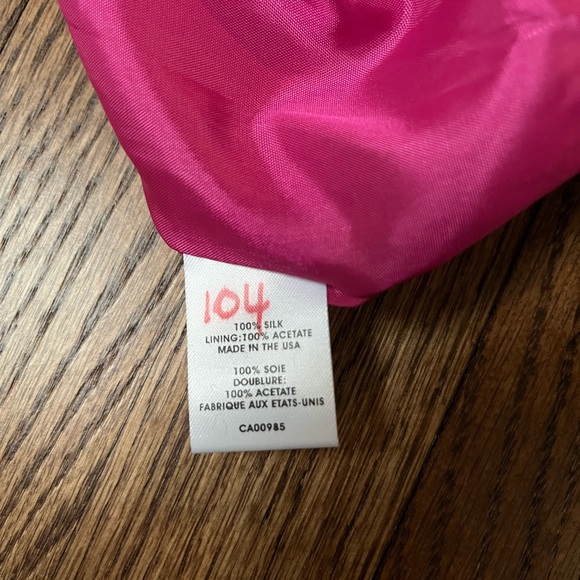 104
100% SILK
LINING:100% ACETATE
MADE IN THE USA
100% SOIE
DOUBLURE:
100% ACETATE
FABRIQUE AUX ETATS-UNIS
CA00985